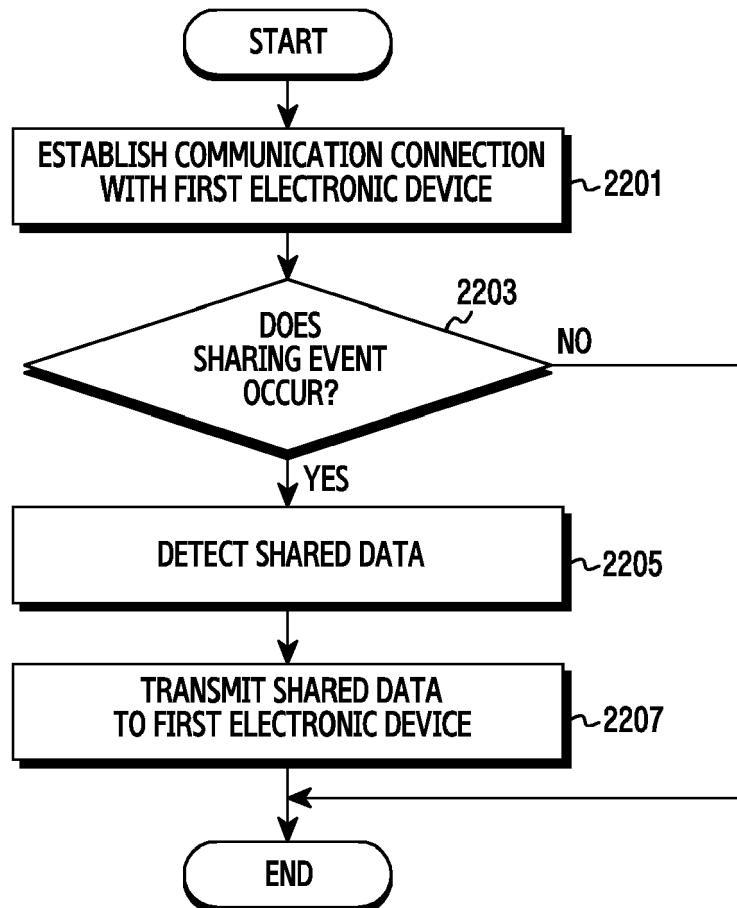 START
ESTABLISH COMMUNICATION CONNECTION
WITH FIRST ELECTRONIC DEVICE
2201
2203
DOES
SHARING EVENT
OCCUR?
NO
YES
DETECT SHARED DATA
2205
TRANSMIT SHARED DATA
TO FIRST ELECTRONIC DEVICE
2207
END